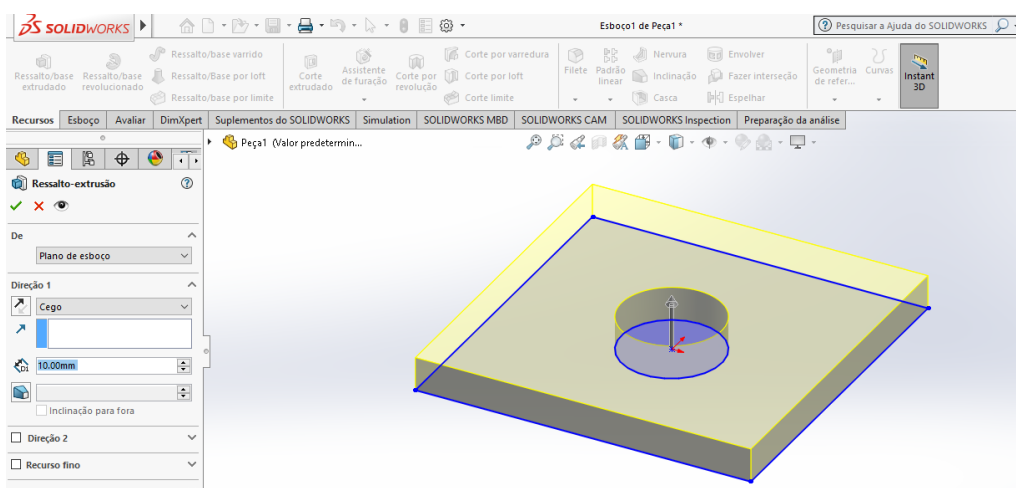 SOLIDWORKS
Esboço1 de Peça1 *
Pesquisar a Ajuda do SOLIDWORKS
Ressalto/base extrudado
Ressalto/base revolucionado
Ressalto/base varrido
Ressalto/base por loft
Ressalto/base por limite
Corte extrudado
Assistente de furação
Corte por revolução
Corte por varredura
Corte por loft
Corte limite
Filete
Padrão linear
Nervura
Inclinação
Casca
Envolver
Fazer interseção
Espelhar
Geometria de refer...
Curvas
Instant 3D
Recursos
Esboço
Avaliar
DimXpert
Suplementos do SOLIDWORKS
Simulation
SOLIDWORKS MBD
SOLIDWORKS CAM
SOLIDWORKS Inspection
Preparação da análise
Peça1 (Valor predetermin...
Ressalto-extrusão
De
Plano de esboço
Direção 1
Cego
D1
10.00mm
Inclinação para fora
Direção 2
Recurso fino